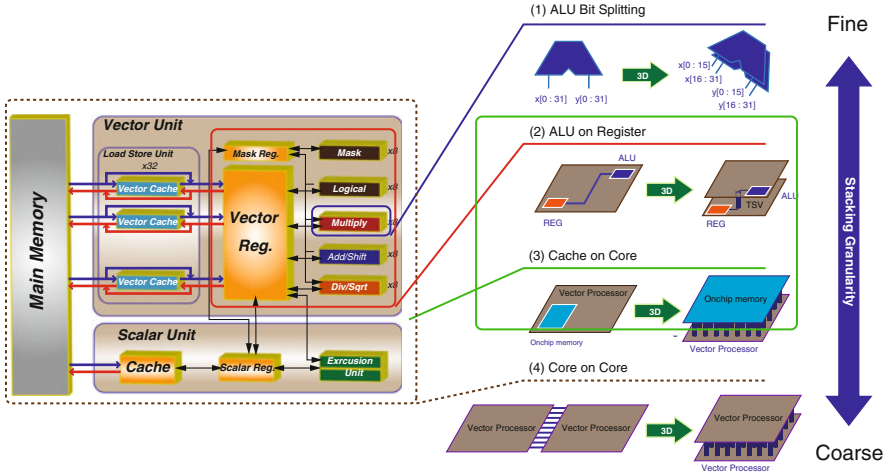 (1) ALU Bit Splitting
Fine
3D
x[0 : 31]
y[0 : 31]
x[0 : 15]
x[16 : 31]
y[0 : 15]
y[16 : 31]
Vector Unit
Load Store Unit
x32
Vector Cache
Vector Cache
Vector Cache
Main Memory
Mask Reg.
Vector
Reg.
Mask
x8
Logical
Multiply
x8
Add/Shift
x8
Div/Sqrt
x8
Scalar Unit
Cache
Scalar Reg.
Exrcusion
Unit
(2) ALU on Register
ALU
REG
3D
ALU
TSV
REG
Stacking Granularity
(3) Cache on Core
Vector Processor
Onchip memory
3D
Onchip memory
Vector Processor
(4) Core on Core
Vector Processor
Vector Processor
3D
Vector Processor
Vector Processor
Coarse